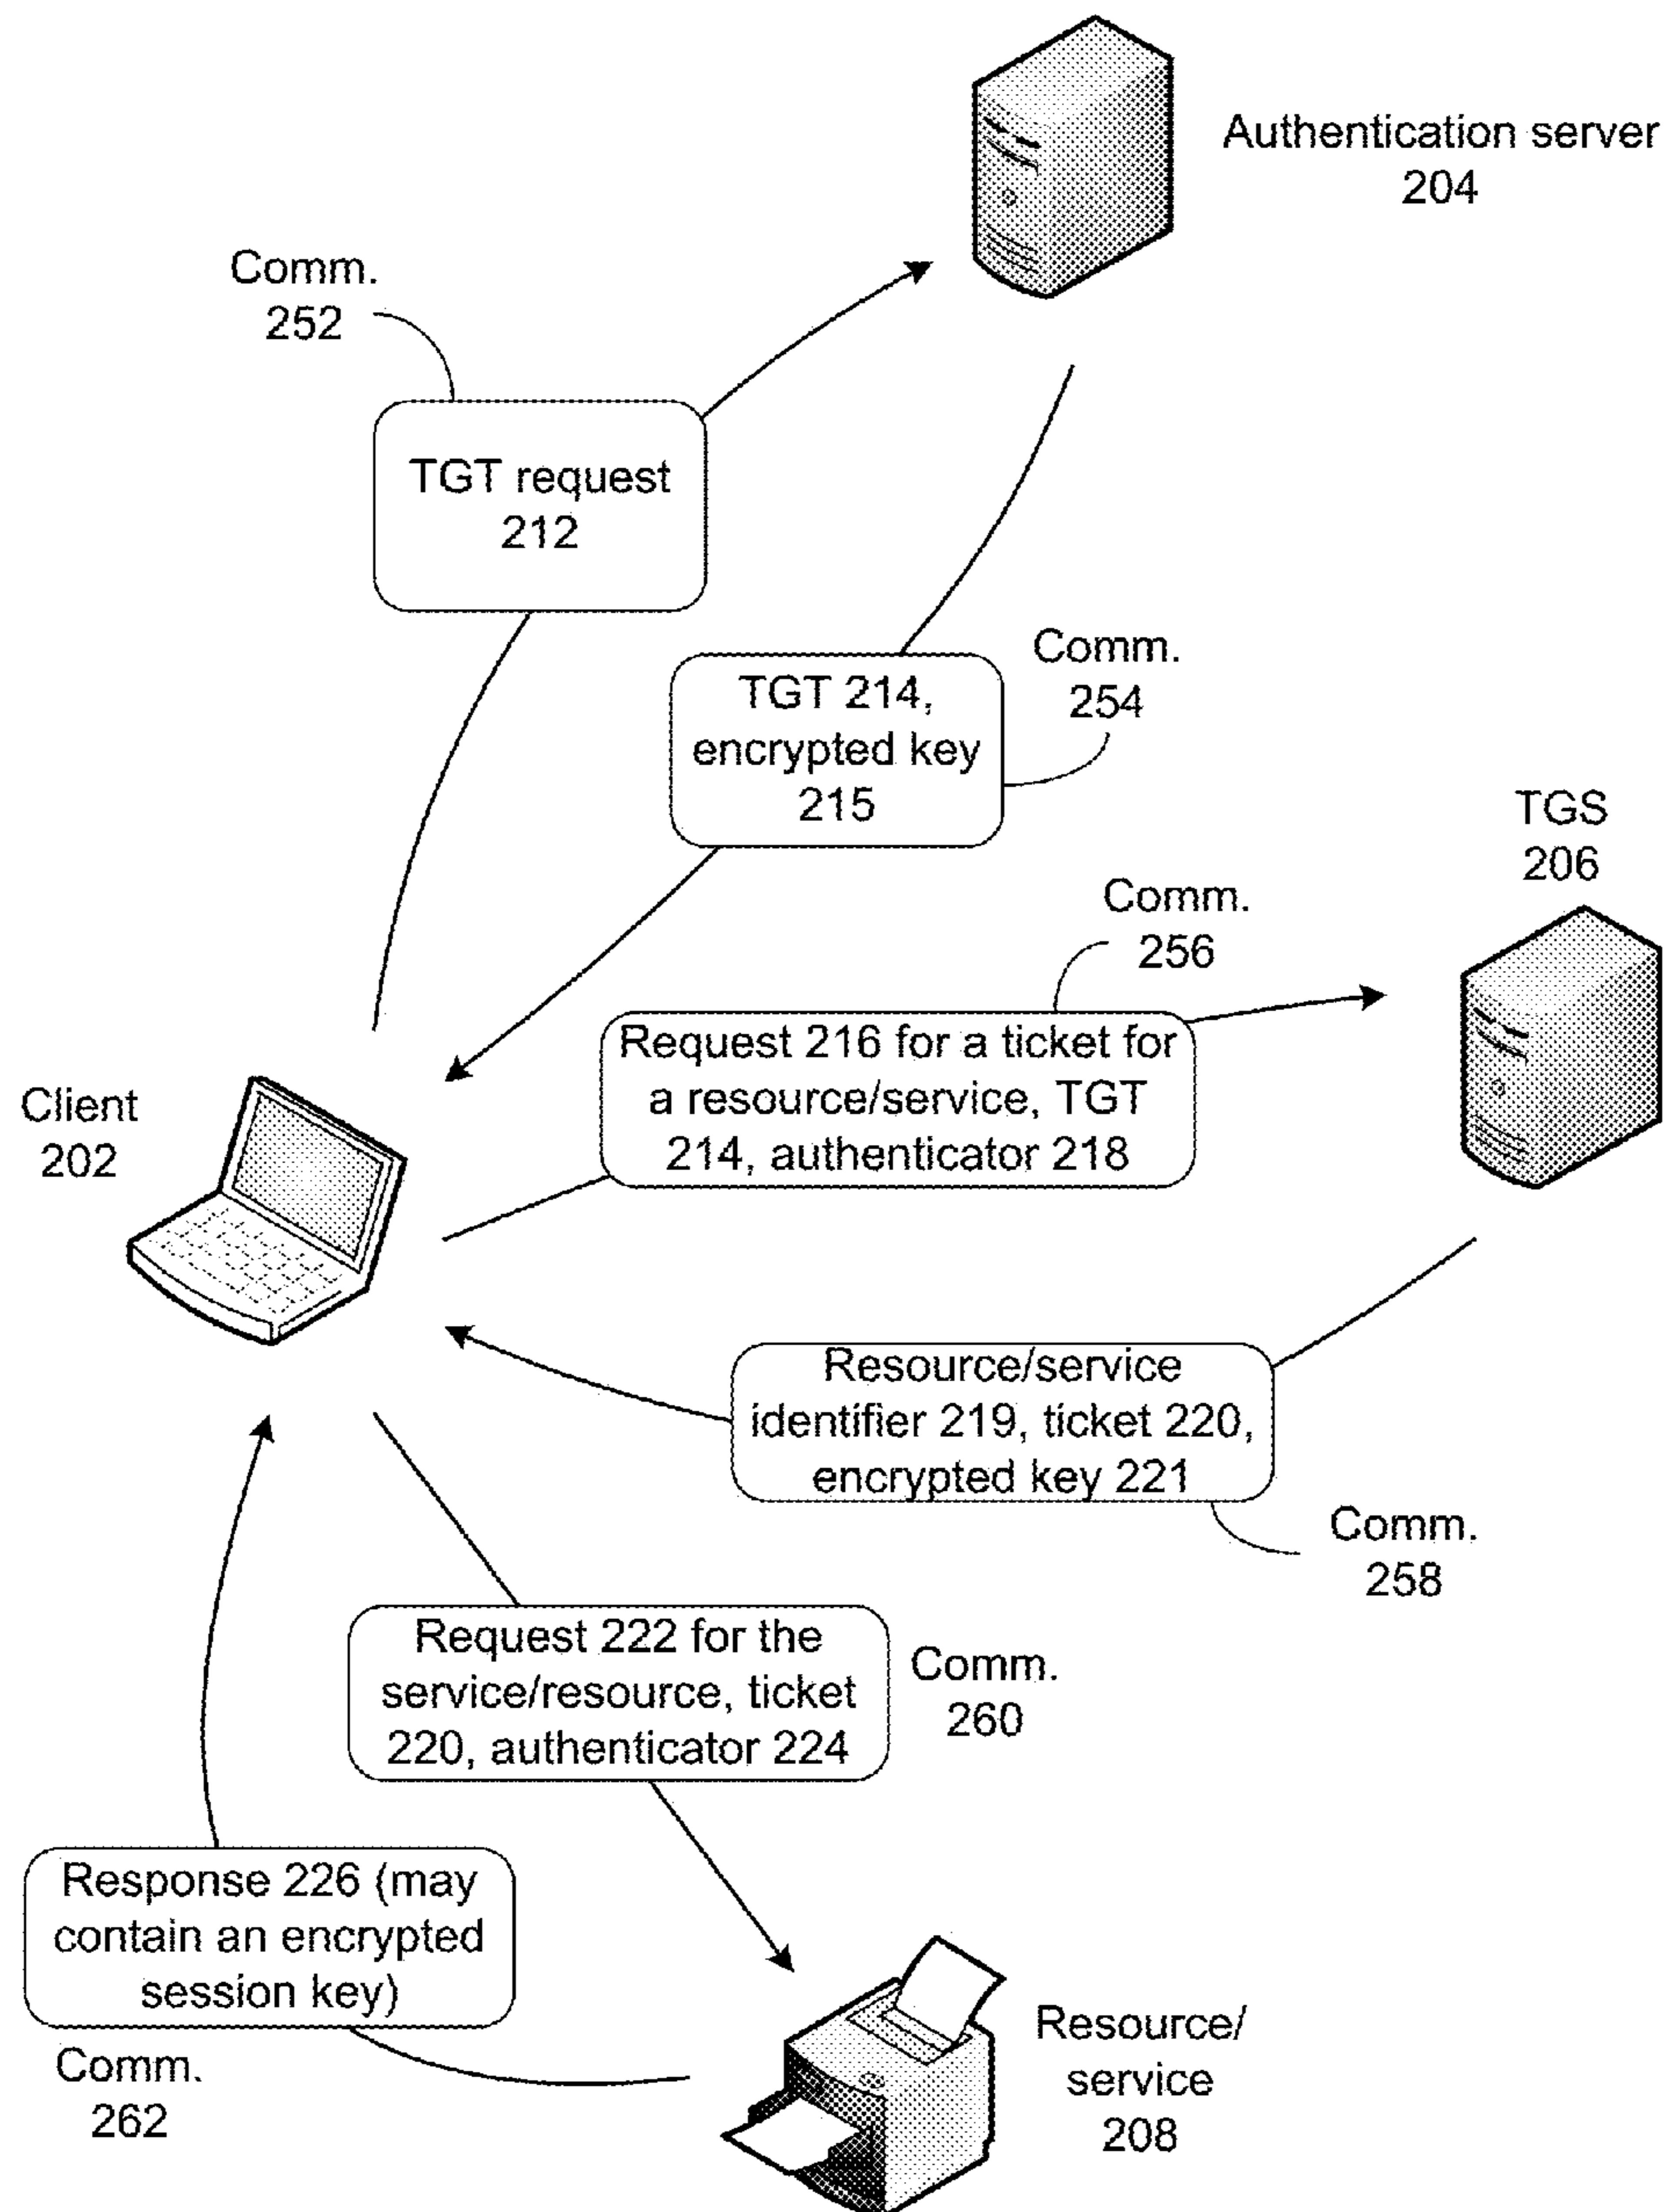 Authentication server
204
Comm.
252
TGT request
212
Comm.
254
TGT 214,
encrypted key
215
TGS
206
Comm.
256
Request 216 for a ticket for
a resource/service, TGT
214, authenticator 218
Client
202
Resource/service
identifier 219, ticket 220,
encrypted key 221
Comm.
258
Request 222 for the
service/resource, ticket
220, authenticator 224
Comm.
260
Response 226 (may
contain an encrypted
session key)
Comm.
262
Resource/
service
208